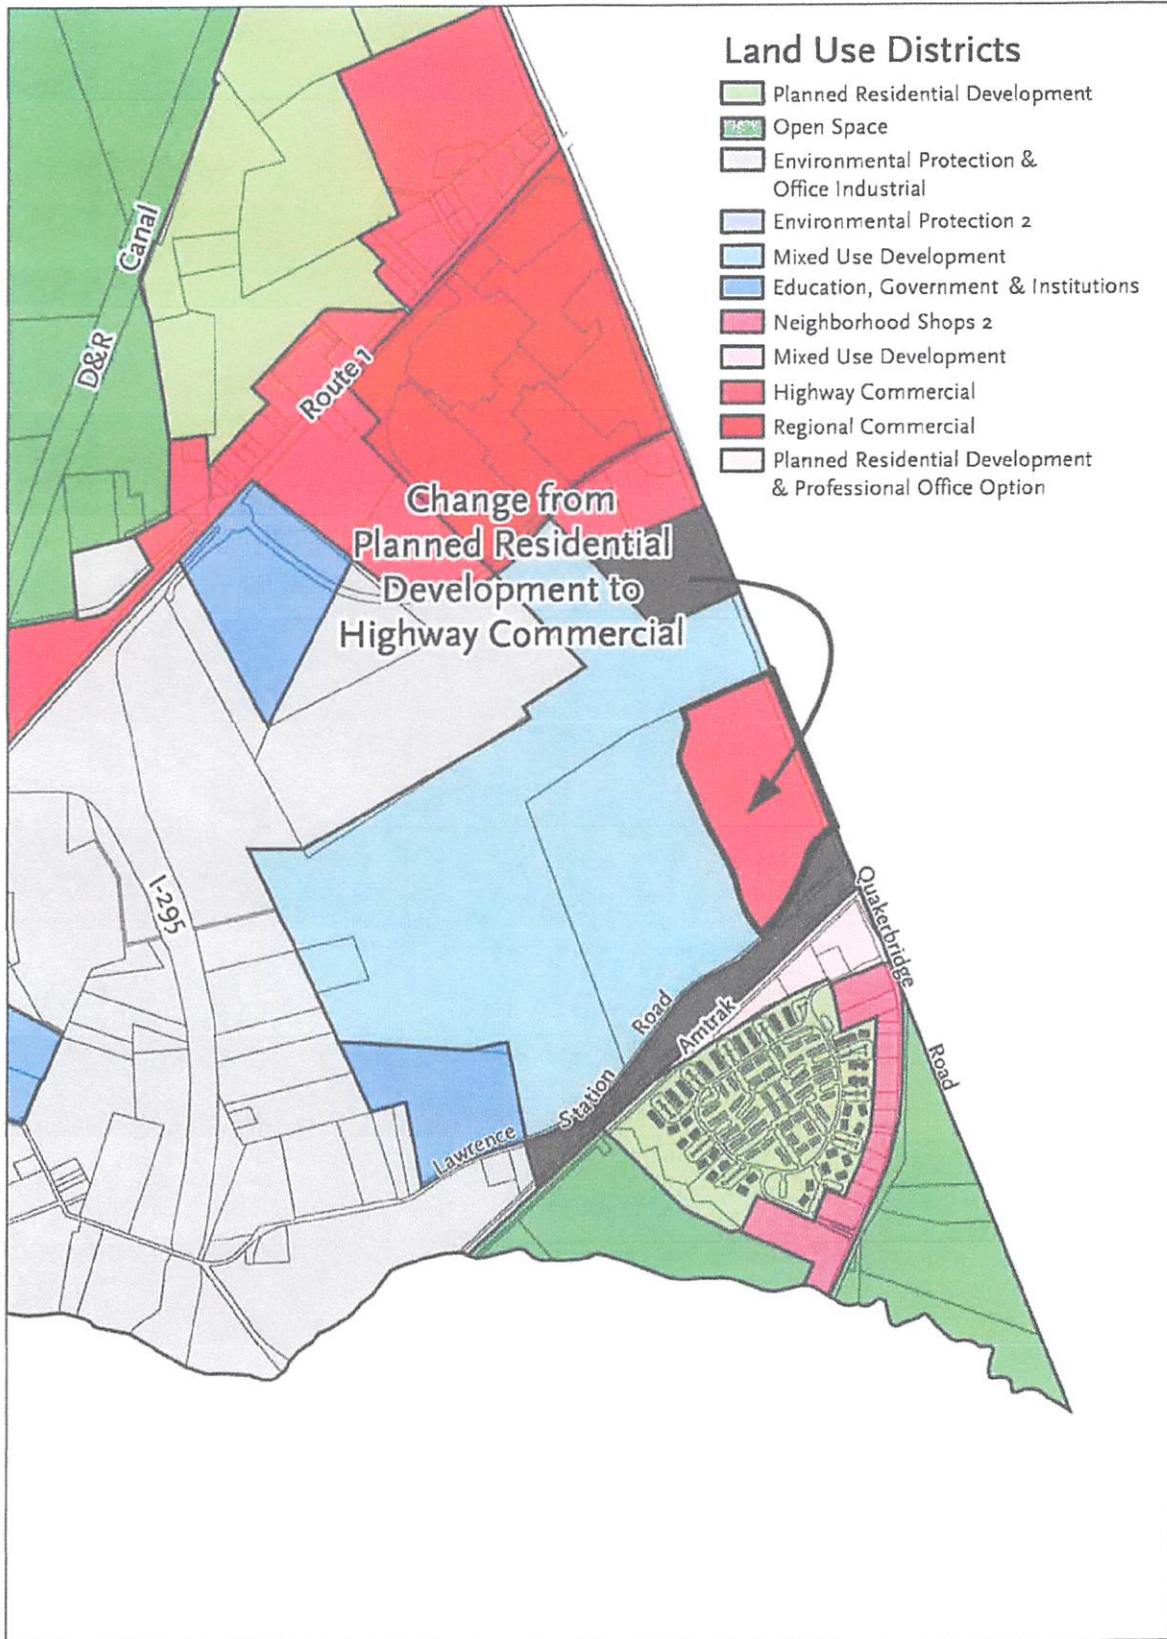 Land Use Districts
Planned Residential Development
Open Space
Environmental Protection &
Office Industrial
Environmental Protection 2
Mixed Use Development
Education, Government & Institutions
Neighborhood Shops 2
Mixed Use Development
Highway Commercial
Regional Commercial
Planned Residential Development
& Professional Office Option
D&R Canal
Route 1
Change from
Planned Residential
Development to
Highway Commercial
I-295
Quakerbridge Road
Amtrak
Lawrence Station Road